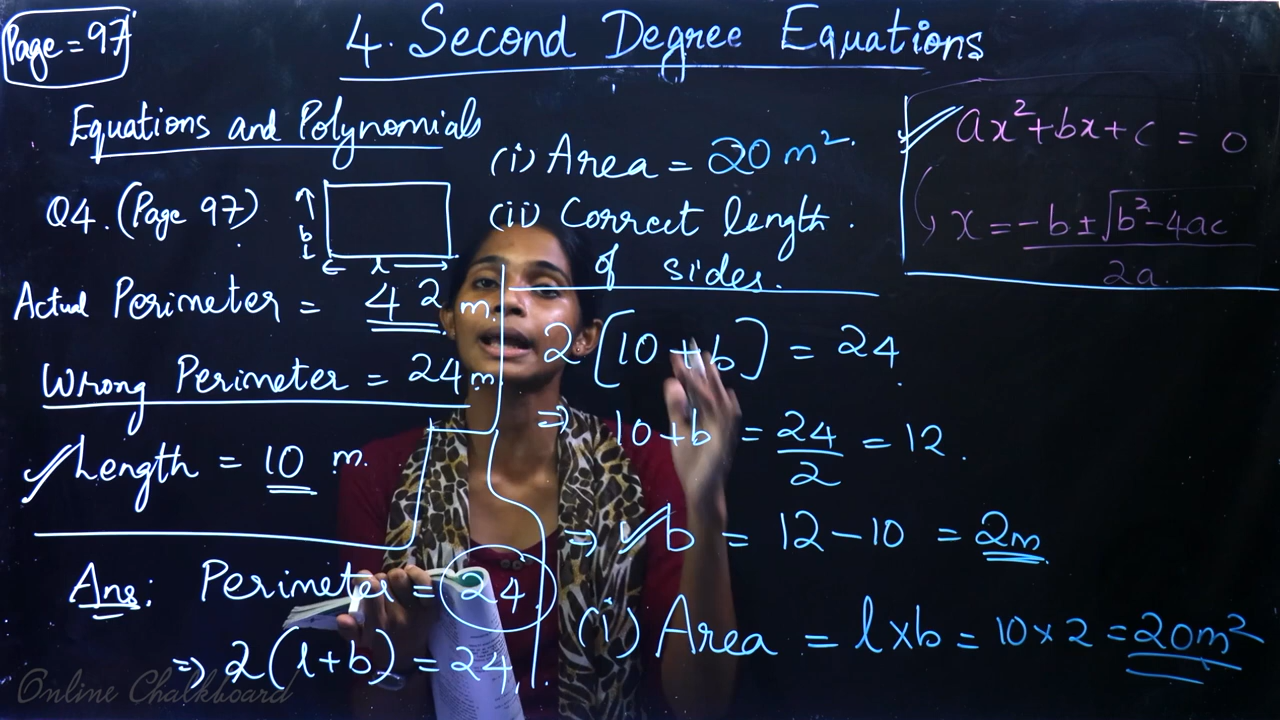 Page = 97
4. Second Degree Equations
Equations and Polynomials
Q4. (Page 97)
b
l
Actual Perimeter = 42 m.
Wrong Perimeter = 24 m
Length = 10 m.
Ans: Perimeter = 24.
⇒ 2(l+b) = 24
(i) Area = 20 m².
(ii) Correct length
of sides.
2[10+b] = 24
⇒ 10+b = 24/2 = 12.
⇒ b = 12-10 = 2m
(i) Area = l×b = 10×2 = 20m²
ax²+bx+c = 0
x = -b±√b²-4ac
2a.
Online Chalkboard